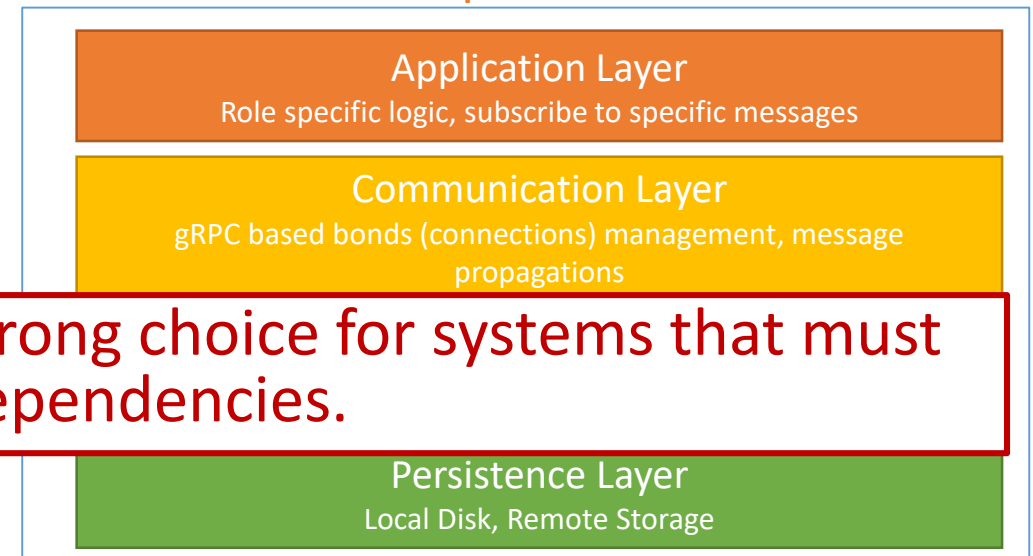 Application Layer
Role specific logic, subscribe to specific messages
Communication Layer
gRPC based bonds (connections) management, message
propagations
rong choice for systems that must
ependencies.
Persistence Layer
Local Disk, Remote Storage